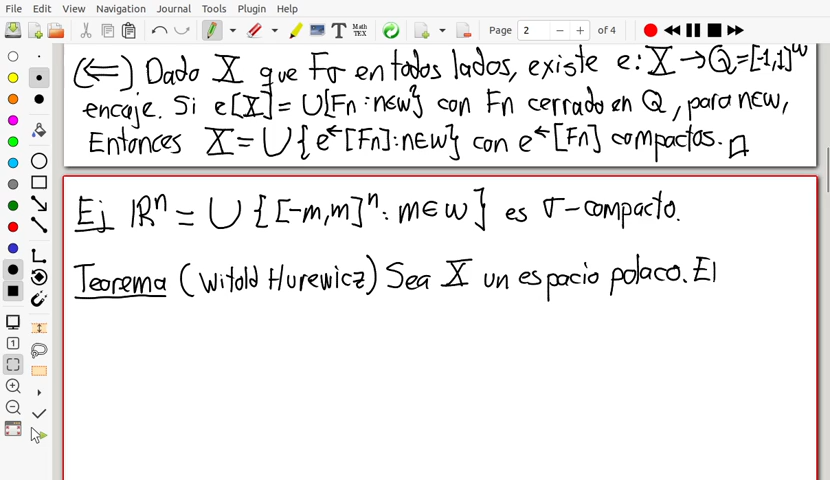 File Edit View Navigation Journal Tools Plugin Help
Page 2 of 4
Math TEX
(⇐) Dado X que Fσ en todos lados, existe e: X → Q = [-1,1]^ω
encaje. Si e[X] = ∪{Fn : n∈ω} con Fn cerrado en Q, para n∈ω,
Entonces X = ∪{e^←[Fn] : n∈ω} con e^←[Fn] compactos. □
Ej ℝ^n = ∪{[-m,m]^n : m∈ω} es σ-compacto.
Teorema (Witold Hurewicz) Sea X un espacio polaco. El